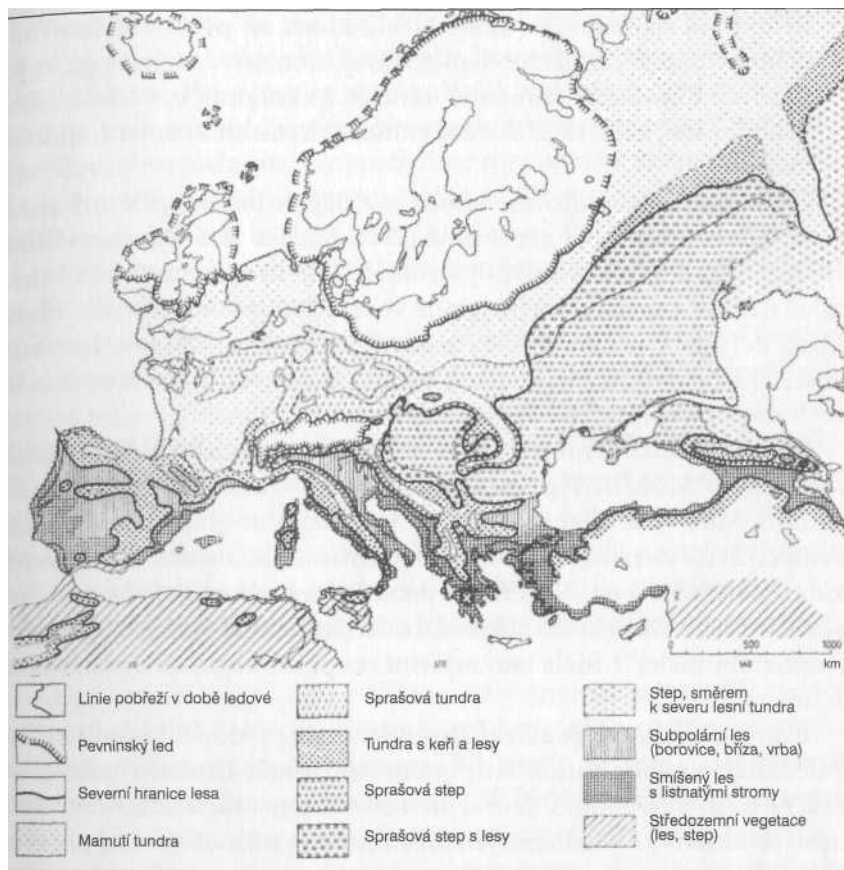 500
1000
km
Linie pobřeží v době ledové
Pevninský led
Severní hranice lesa
Mamutí tundra
Sprašová tundra
Tundra s keři a lesy
Sprašová step
Sprašová step s lesy
Step, směrem
k severu lesní tundra
Subpolární les
(borovice, bříza, vrba)
Smíšený les
s listnatými stromy
Středozemní vegetace
(les, step)